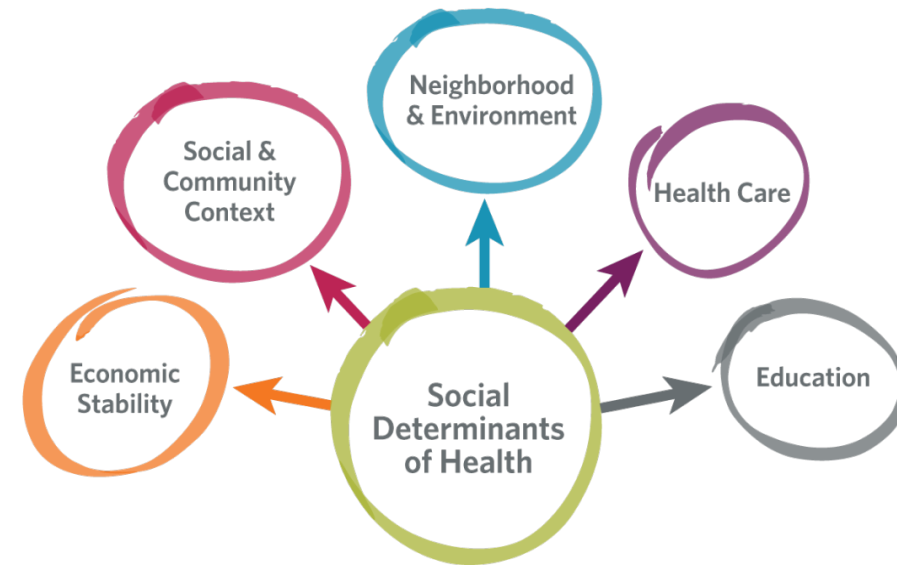 Neighborhood
& Environment
Social &
Community
Context
Health Care
Economic
Stability
Education
Social
Determinants
of Health